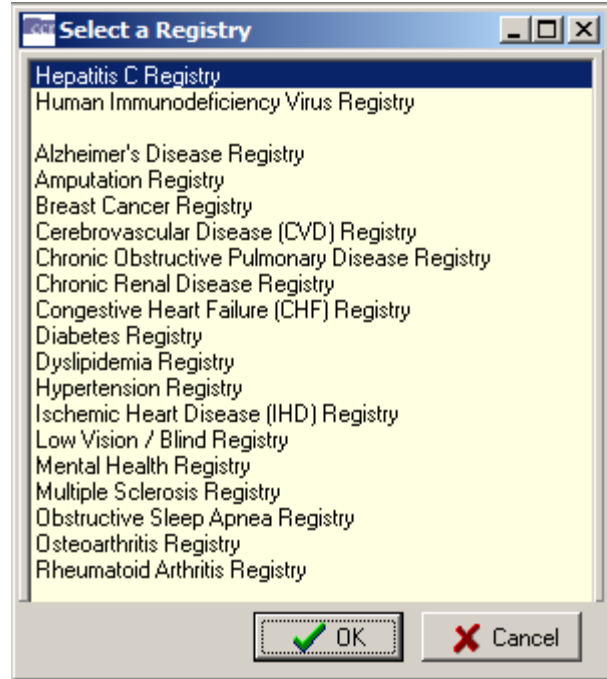 CCR Select a Registry
Hepatitis C Registry
Human Immunodeficiency Virus Registry
Alzheimer's Disease Registry
Amputation Registry
Breast Cancer Registry
Cerebrovascular Disease (CVD) Registry
Chronic Obstructive Pulmonary Disease Registry
Chronic Renal Disease Registry
Congestive Heart Failure (CHF) Registry
Diabetes Registry
Dyslipidemia Registry
Hypertension Registry
Ischemic Heart Disease (IHD) Registry
Low Vision / Blind Registry
Mental Health Registry
Multiple Sclerosis Registry
Obstructive Sleep Apnea Registry
Osteoarthritis Registry
Rheumatoid Arthritis Registry
OK Cancel